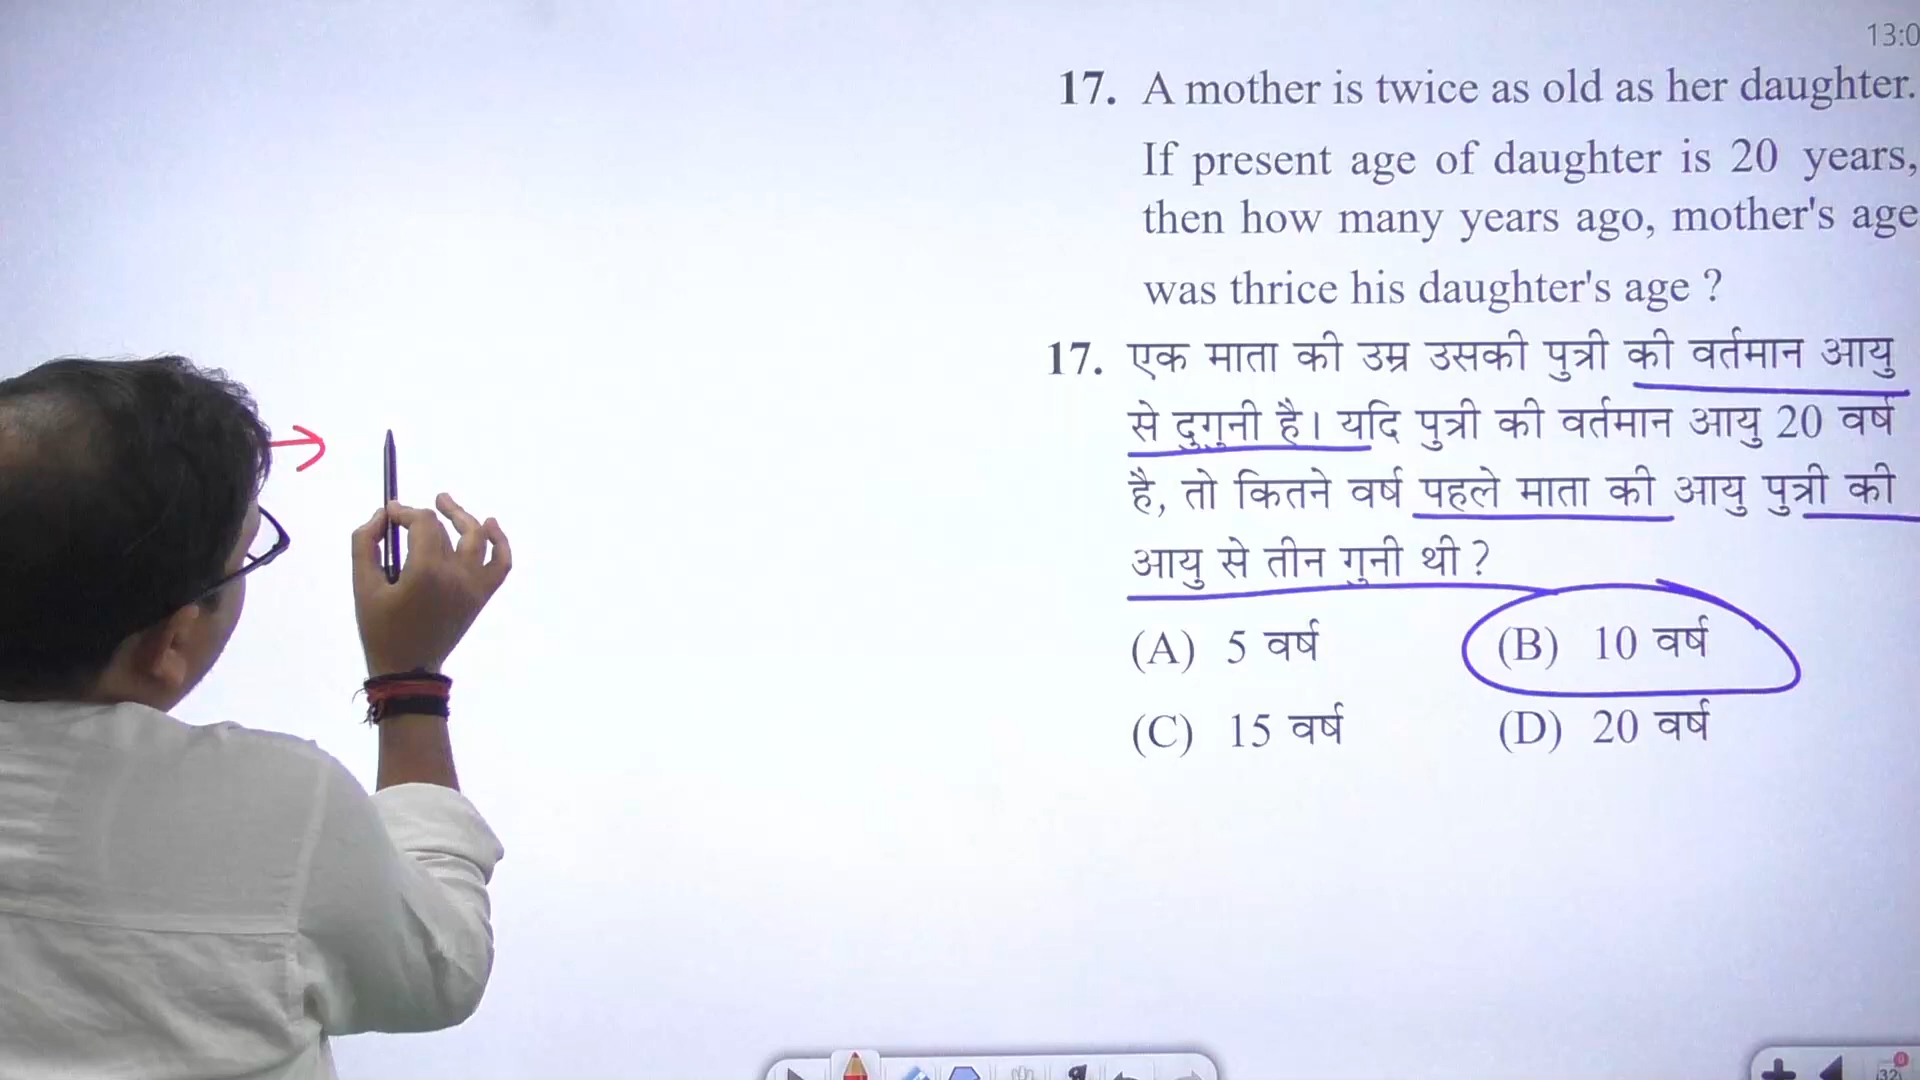 13:0
17. A mother is twice as old as her daughter.
If present age of daughter is 20 years,
then how many years ago, mother's age
was thrice his daughter's age ?
17. एक माता की उम्र उसकी पुत्री की वर्तमान आयु
से दुगुनी है। यदि पुत्री की वर्तमान आयु 20 वर्ष
है, तो कितने वर्ष पहले माता की आयु पुत्री की
आयु से तीन गुनी थी ?
(A) 5 वर्ष (B) 10 वर्ष
(C) 15 वर्ष (D) 20 वर्ष